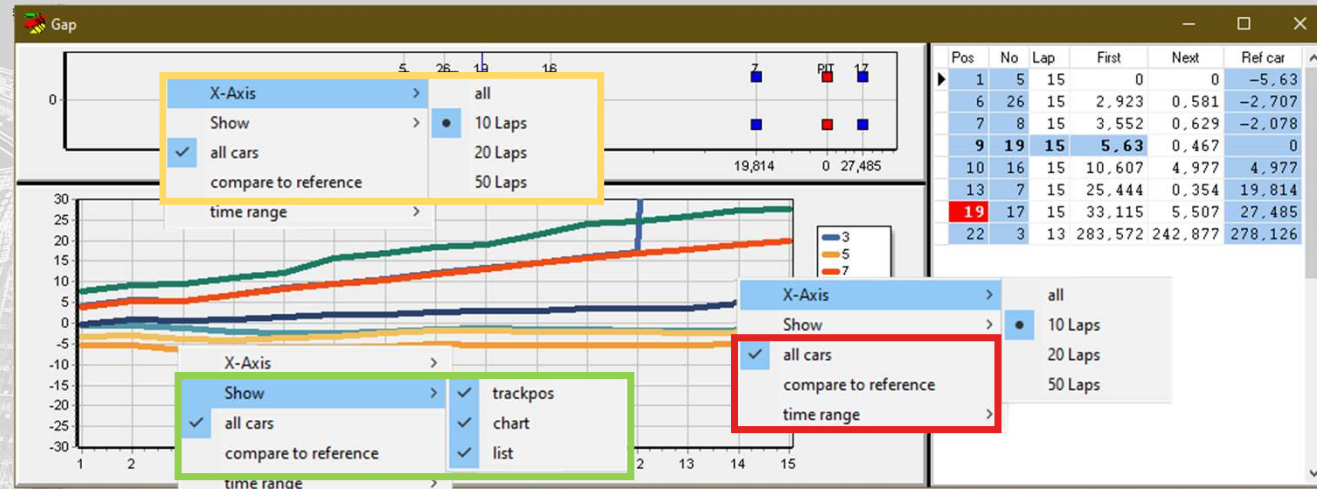 Gap
Pos No Lap First Next Ref car
1 5 15 0 0 −5,63
6 26 15 2,923 0,581 −2,707
7 8 15 3,552 0,629 −2,078
9 19 15 5,63 0,467 0
10 16 15 10,607 4,977 4,977
13 7 15 25,444 0,354 19,814
19 17 15 33,115 5,507 27,485
22 3 13 283,572 242,877 278,126
5 26 19 16 7 PIT 17
0
19,814 0 27,485
X-Axis
Show
all cars
compare to reference
time range
all
10 Laps
20 Laps
50 Laps
30
25
20
15
10
5
0
-5
-10
-15
-20
-25
-30
1 2 2 13 14 15
3
5
7
X-Axis
Show
all cars
compare to reference
time range
trackpos
chart
list
X-Axis
Show
all cars
compare to reference
time range
all
10 Laps
20 Laps
50 Laps